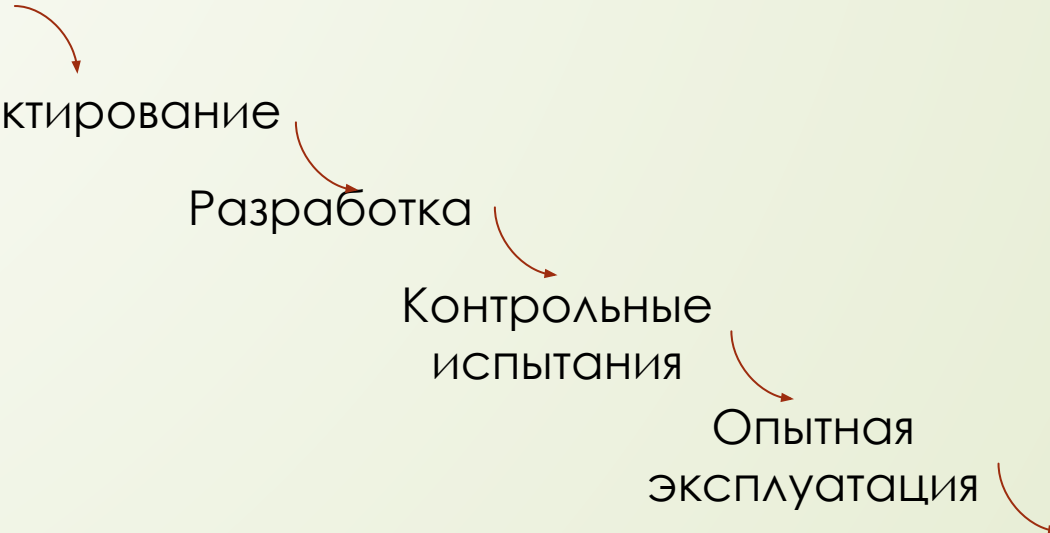 ктирование
Разработка
Контрольные
испытания
Опытная
эксплуатация